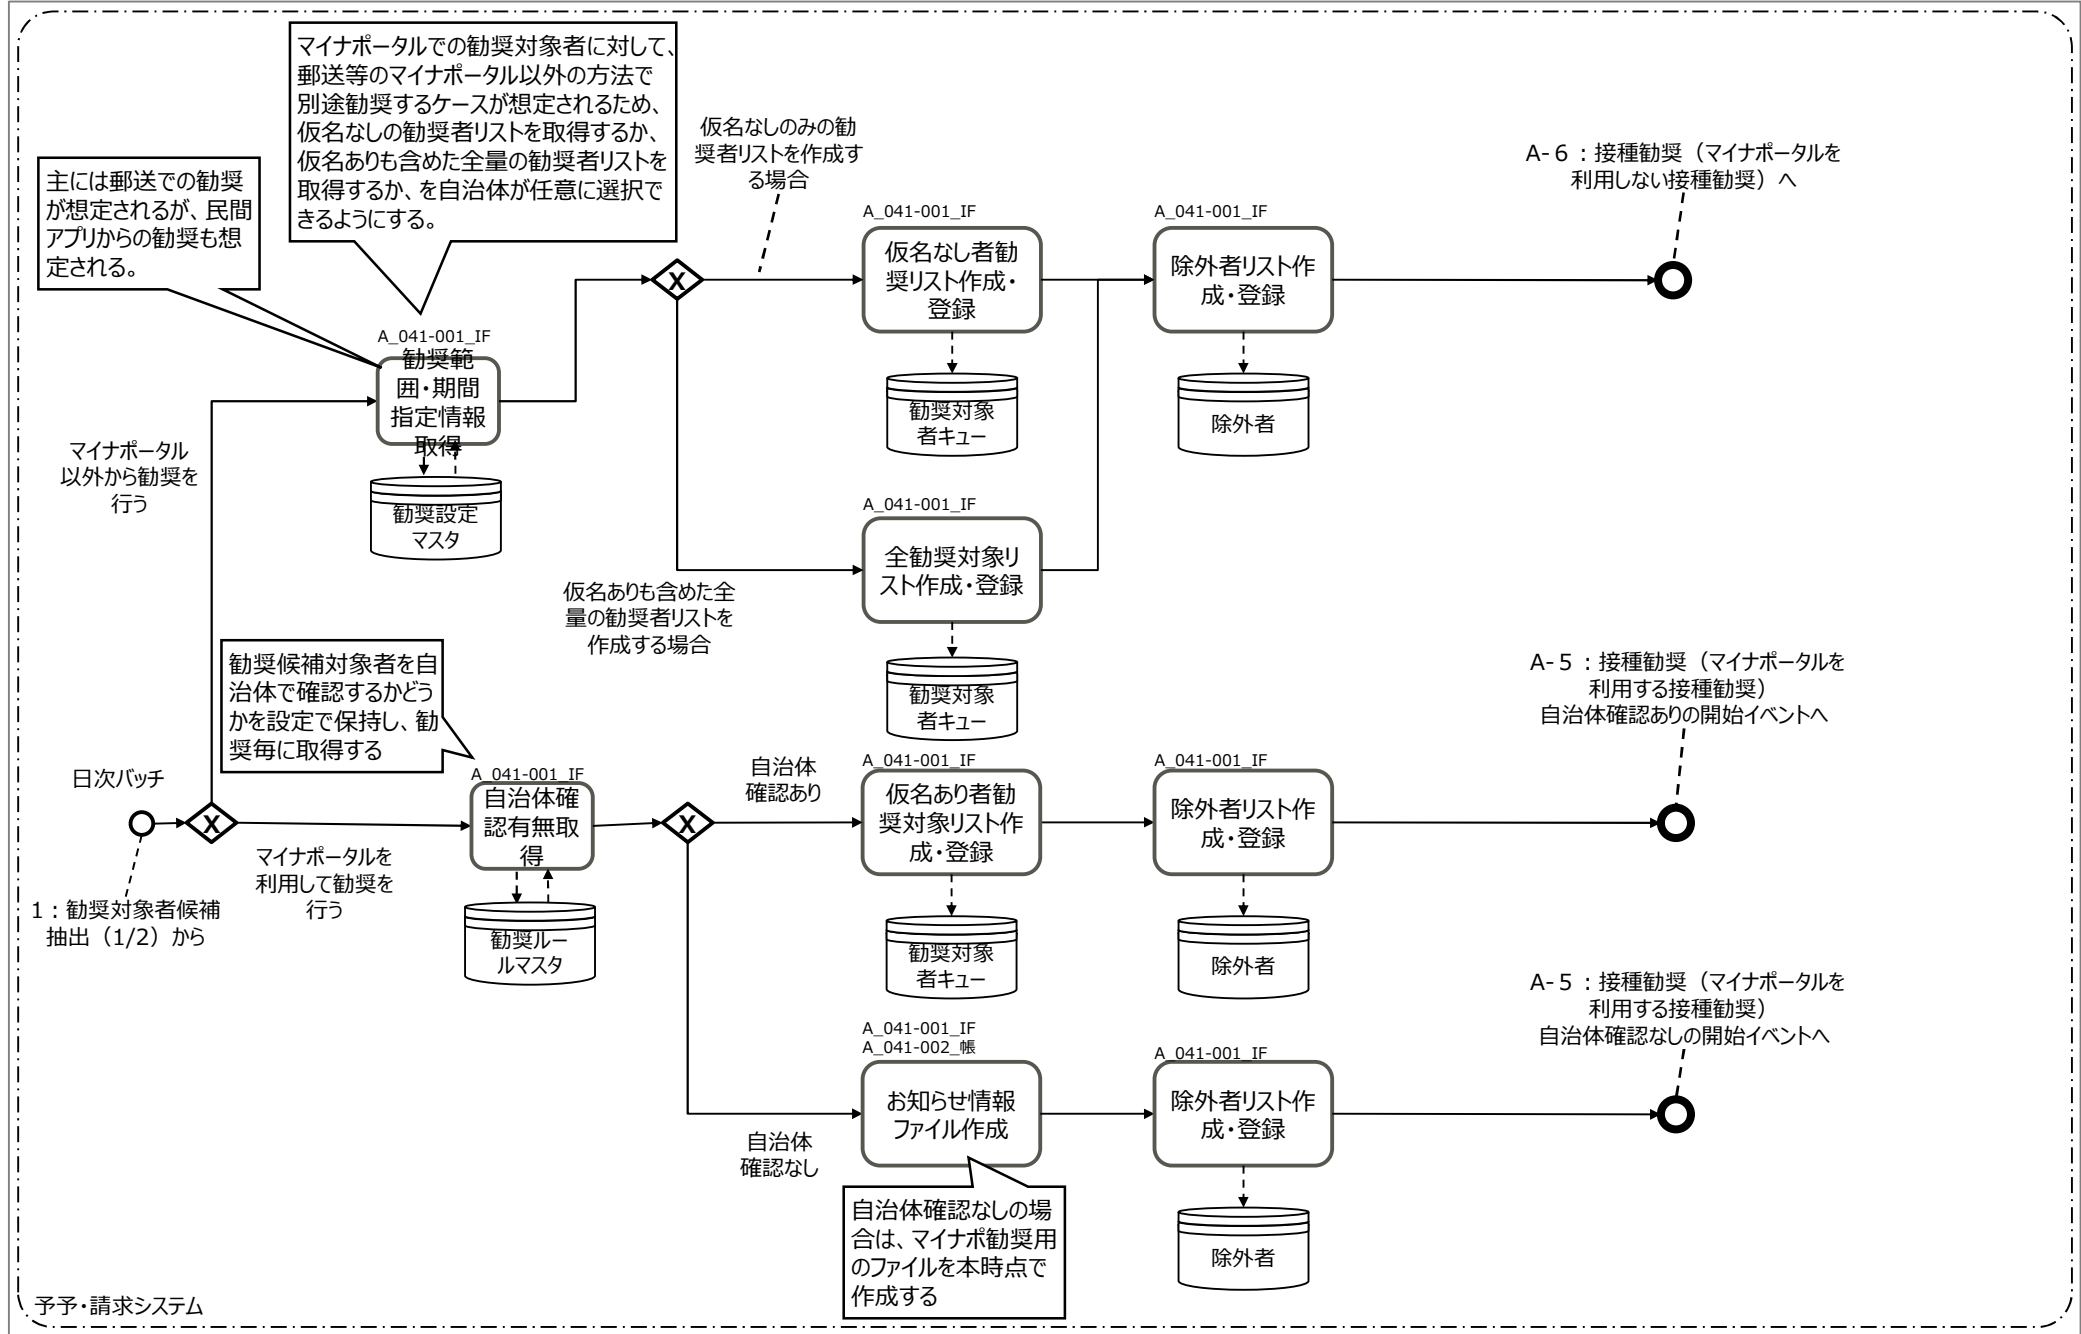 マイナポータルでの勧奨対象者に対して、
郵送等のマイナポータル以外の方法で
別途勧奨するケースが想定されるため、
仮名なしの勧奨者リストを取得するか、
仮名ありも含めた全量の勧奨者リストを
取得するか、を自治体が任意に選択で
きるようにする。
主には郵送での勧奨
が想定されるが、民間
アプリからの勧奨も想
定される。
仮名なしのみの勧
奨者リストを作成す
る場合
A-６：接種勧奨（マイナポータルを
利用しない接種勧奨）へ
A_041-001_IF
仮名なし者勧
奨リスト作成・
登録
A_041-001_IF
除外者リスト作
成・登録
A_041-001_IF
勧奨範
囲・期間
指定情報
取得
勧奨対象
者キュー
除外者
マイナポータル
以外から勧奨を
行う
勧奨設定
マスタ
A_041-001_IF
全勧奨対象リ
スト作成・登録
仮名ありも含めた全
量の勧奨者リストを
作成する場合
勧奨対象
者キュー
勧奨候補対象者を自
治体で確認するかどう
かを設定で保持し、勧
奨毎に取得する
A-５：接種勧奨（マイナポータルを
利用する接種勧奨）
自治体確認ありの開始イベントへ
日次バッチ
A_041-001_IF
自治体確
認有無取
得
自治体
確認あり
A_041-001_IF
仮名あり者勧
奨対象リスト作
成・登録
A_041-001_IF
除外者リスト作
成・登録
マイナポータルを
利用して勧奨を
行う
1：勧奨対象者候補
抽出（1/2）から
勧奨ルー
ルマスタ
勧奨対象
者キュー
除外者
A-５：接種勧奨（マイナポータルを
利用する接種勧奨）
自治体確認なしの開始イベントへ
A_041-001_IF
A_041-002_帳
お知らせ情報
ファイル作成
A_041-001_IF
除外者リスト作
成・登録
自治体
確認なし
自治体確認なしの場
合は、マイナポ勧奨用
のファイルを本時点で
作成する
除外者
予予・請求システム
X
X
X